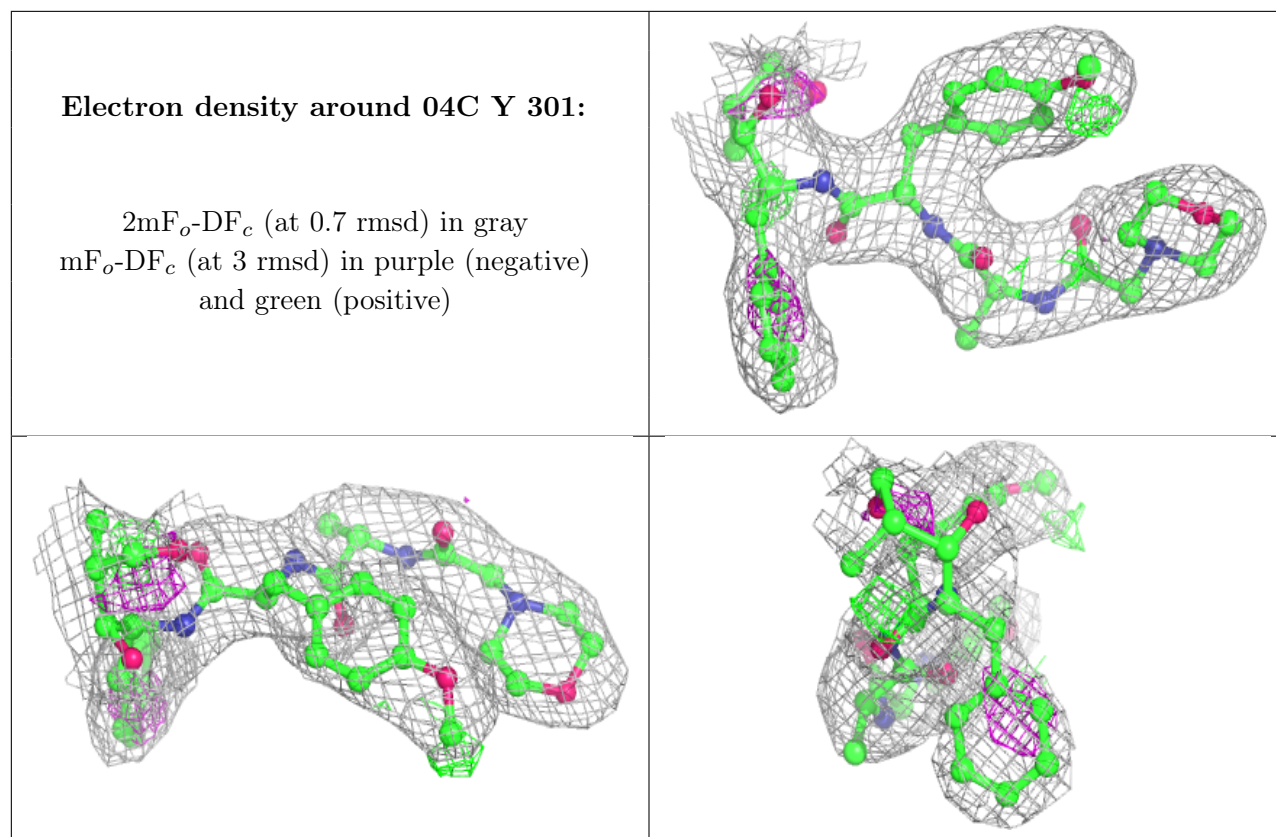 Electron density around 04C Y 301:
2mFₒ-DF𝒸 (at 0.7 rmsd) in gray
mFₒ-DF𝒸 (at 3 rmsd) in purple (negative)
and green (positive)